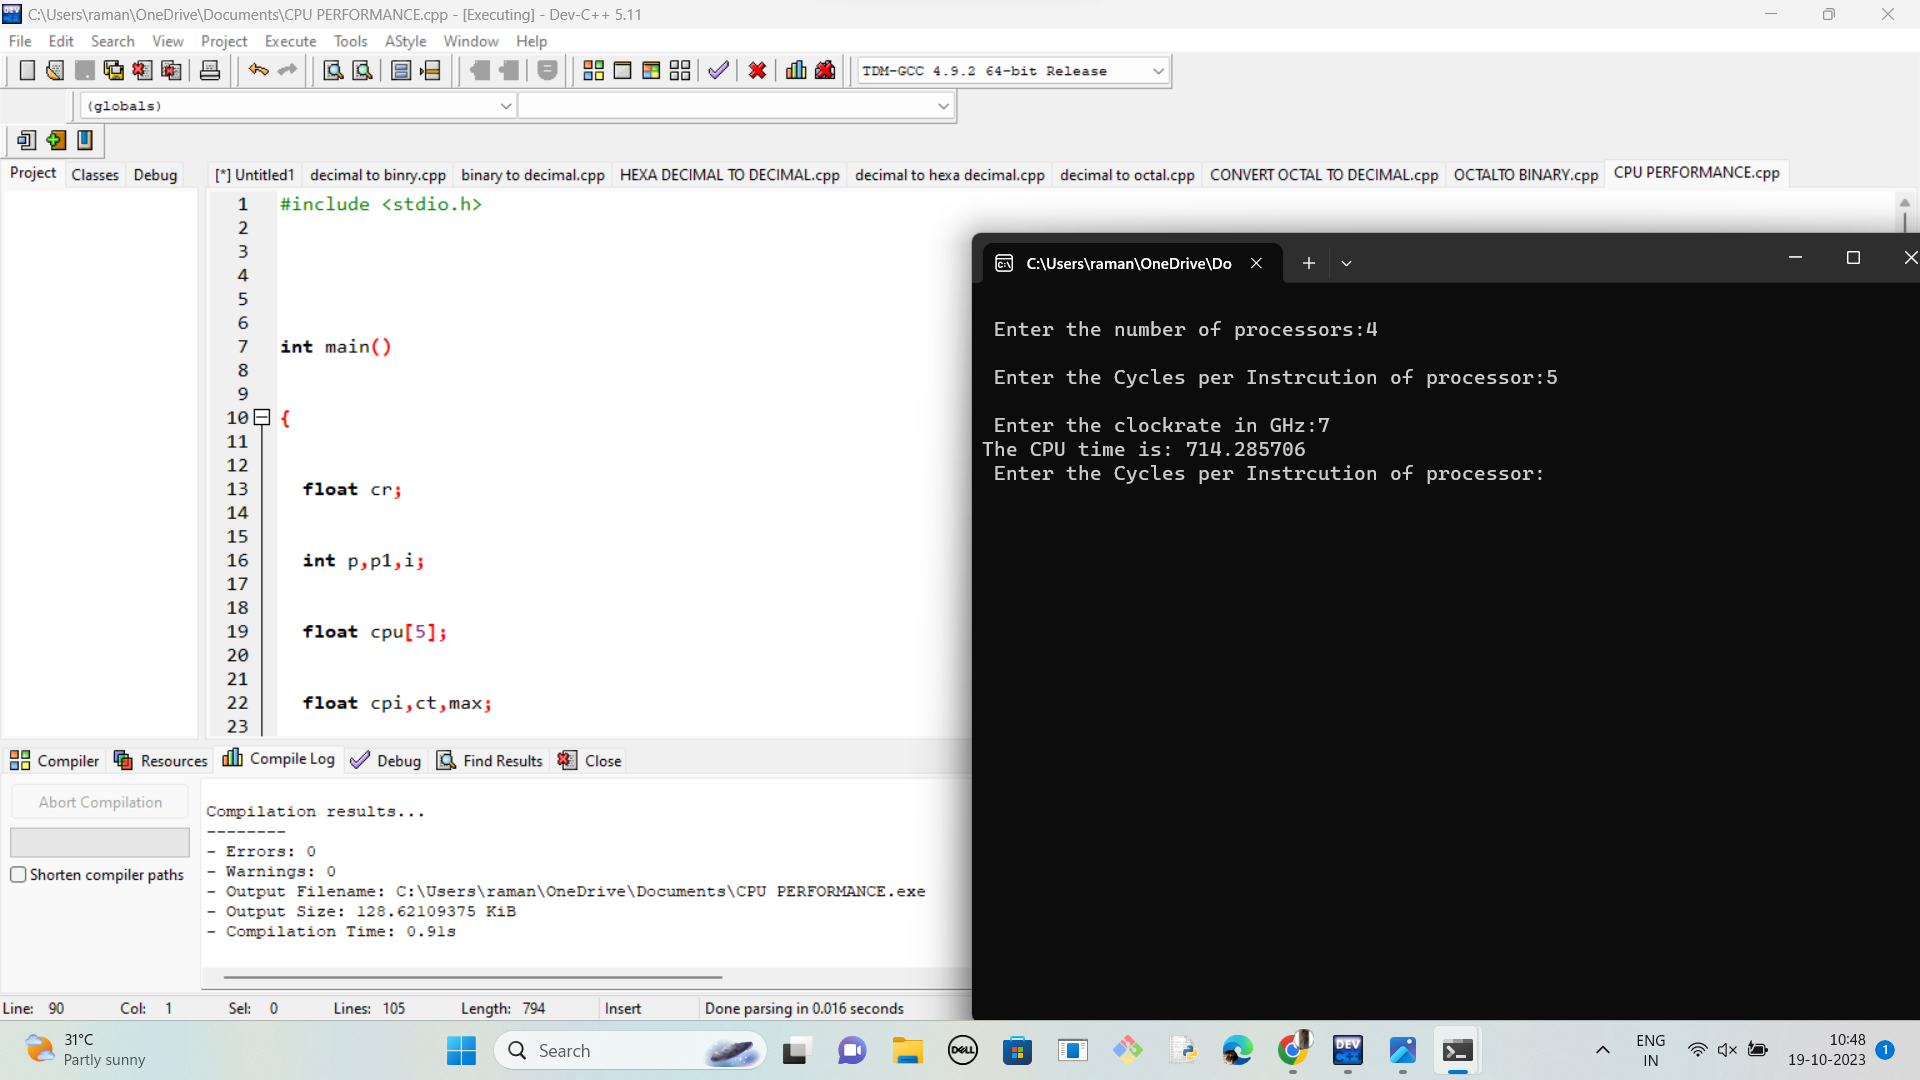 C:\Users\raman\OneDrive\Documents\CPU PERFORMANCE.cpp - [Executing] - Dev-C++ 5.11
File Edit Search View Project Execute Tools AStyle Window Help
TDM-GCC 4.9.2 64-bit Release
(globals)
Project Classes Debug
[*] Untitled1 decimal to binry.cpp binary to decimal.cpp HEXA DECIMAL TO DECIMAL.cpp decimal to hexa decimal.cpp decimal to octal.cpp CONVERT OCTAL TO DECIMAL.cpp OCTALTO BINARY.cpp CPU PERFORMANCE.cpp
1 #include <stdio.h>
2
3
4
5
6
7 int main()
8
9
10 {
11
12
13 float cr;
14
15
16 int p,p1,i;
17
18
19 float cpu[5];
20
21
22 float cpi,ct,max;
23
C:\Users\raman\OneDrive\Do
Enter the number of processors:4
Enter the Cycles per Instrcution of processor:5
Enter the clockrate in GHz:7
The CPU time is: 714.285706
Enter the Cycles per Instrcution of processor:
Compiler Resources Compile Log Debug Find Results Close
Abort Compilation
Shorten compiler paths
Compilation results...
--------
- Errors: 0
- Warnings: 0
- Output Filename: C:\Users\raman\OneDrive\Documents\CPU PERFORMANCE.exe
- Output Size: 128.62109375 KiB
- Compilation Time: 0.91s
Line: 90 Col: 1 Sel: 0 Lines: 105 Length: 794 Insert Done parsing in 0.016 seconds
31°C
Partly sunny
Search
DELL
DEV
C++
ENG
IN
10:48
19-10-2023
1